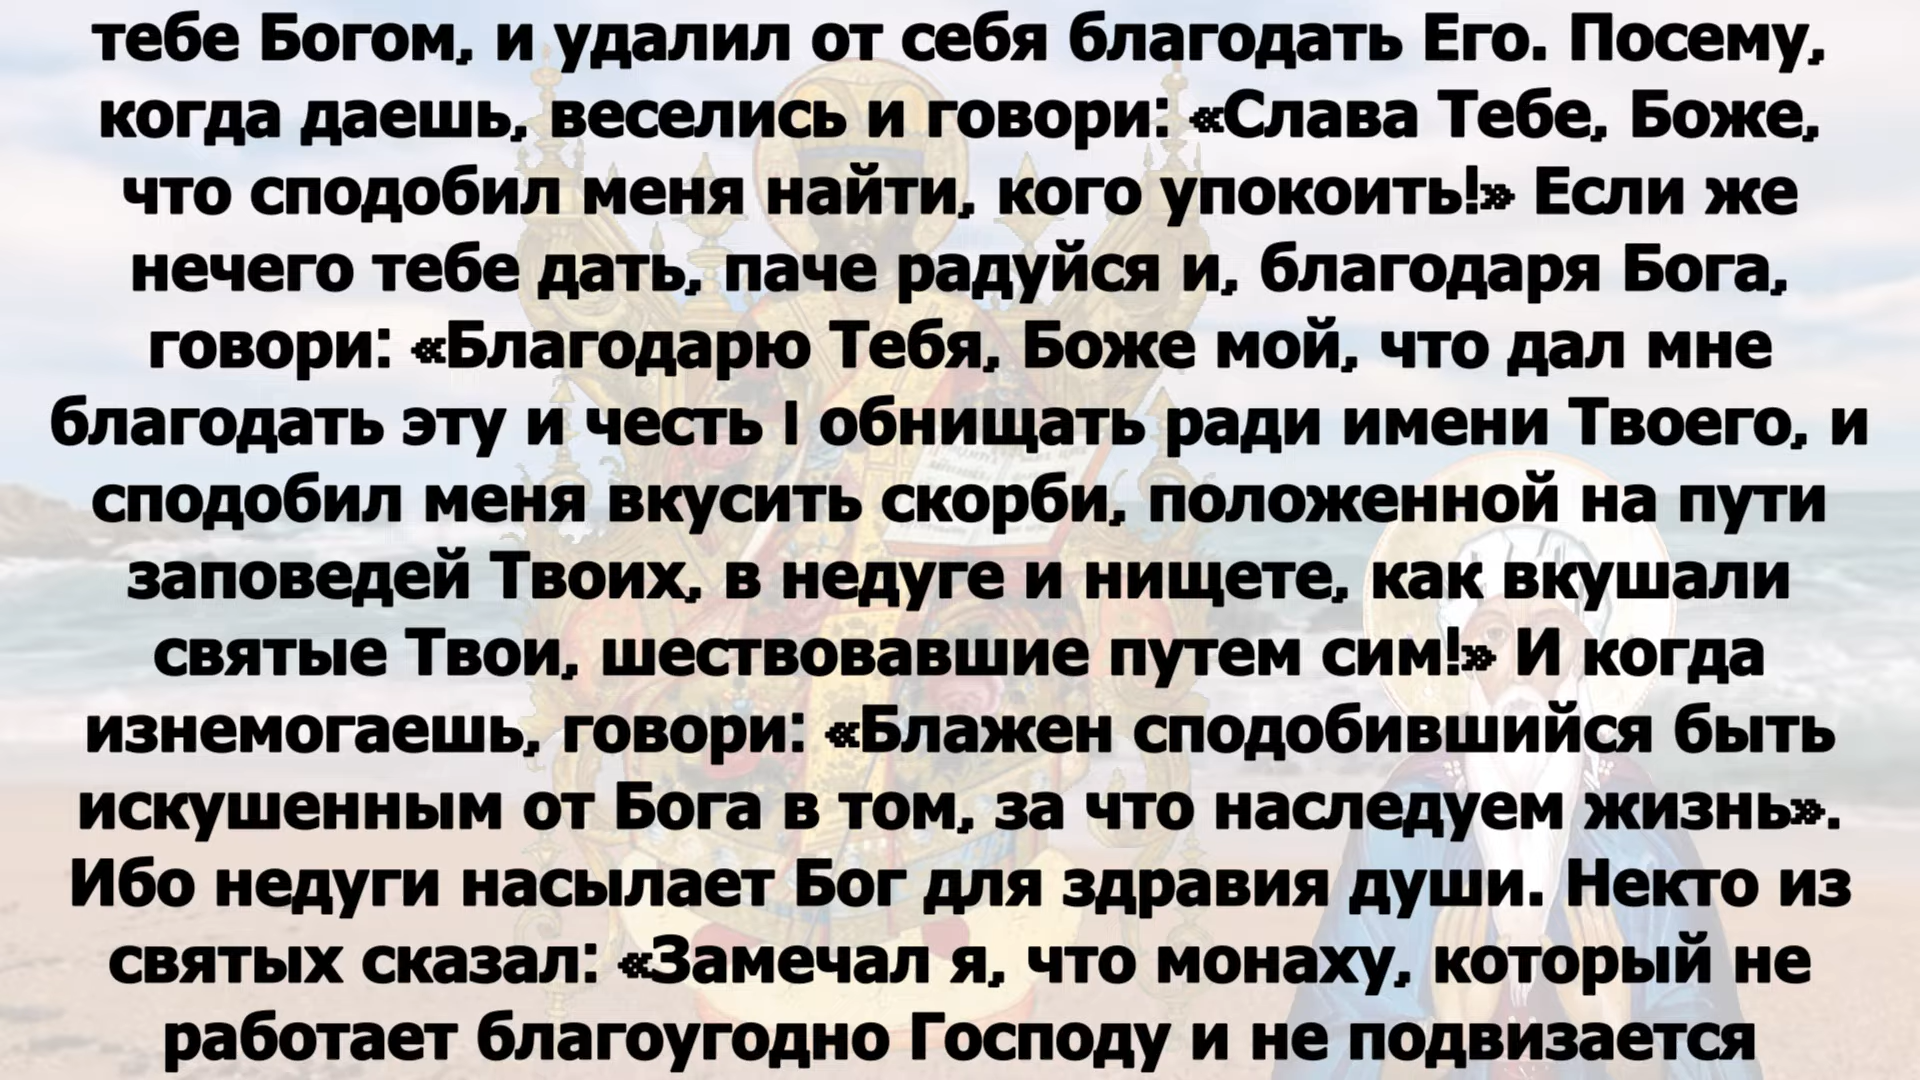 тебе Богом, и удалил от себя благодать Его. Посему,
когда даешь, веселись и говори: «Слава Тебе, Боже,
что сподобил меня найти, кого упокоить!» Если же
нечего тебе дать, паче радуйся и, благодаря Бога,
говори: «Благодарю Тебя, Боже мой, что дал мне
благодать эту и честь | обнищать ради имени Твоего, и
сподобил меня вкусить скорби, положенной на пути
заповедей Твоих, в недуге и нищете, как вкушали
святые Твои, шествовавшие путем сим!» И когда
изнемогаешь, говори: «Блажен сподобившийся быть
искушенным от Бога в том, за что наследуем жизнь».
Ибо недуги насылает Бог для здравия души. Некто из
святых сказал: «Замечал я, что монаху, который не
работает благоугодно Господу и не подвизается